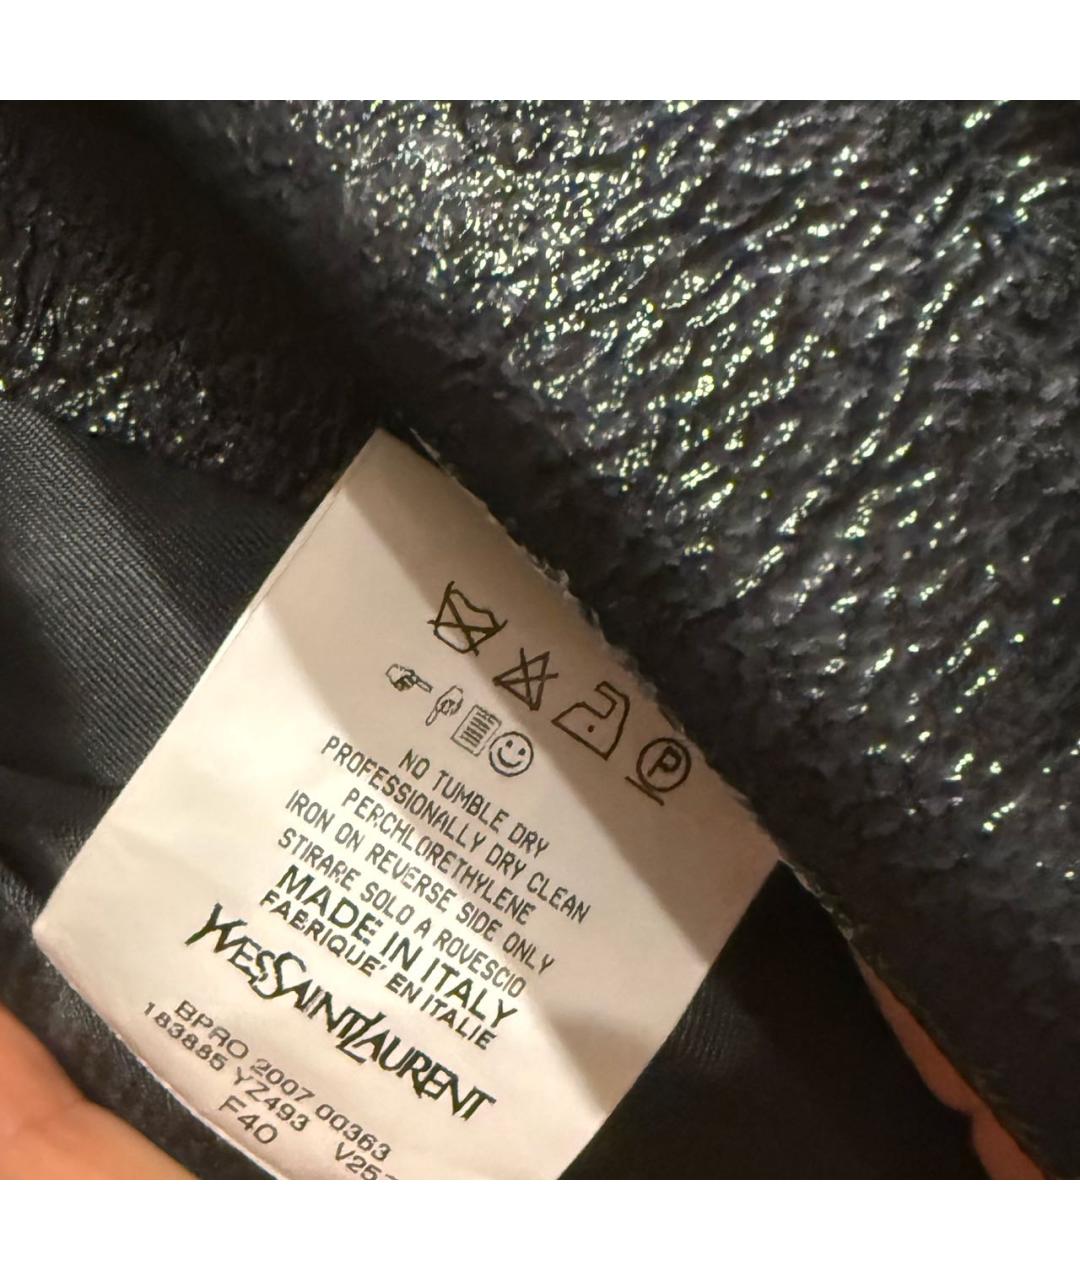 P
NO TUMBLE DRY
PROFESSIONALLY DRY CLEAN
PERCHLORETHYLENE
IRON ON REVERSE SIDE ONLY
STIRARE SOLO A ROVESCIO
MADE IN ITALY
FABRIQUE' EN ITALIE
YVESSAINTLAURENT
BPRO 2007 00363
183885 YZ493 V25
F40